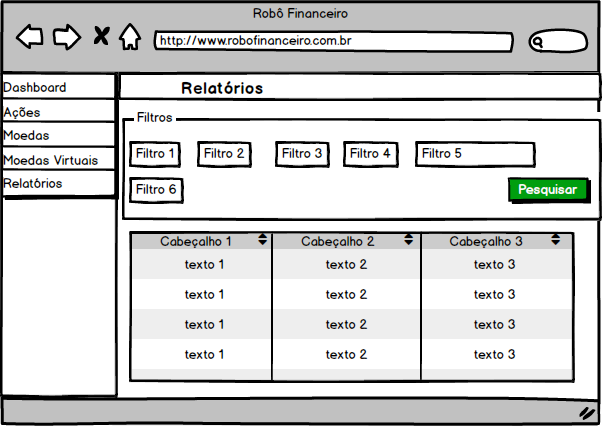 Robô Financeiro
http://www.robofinanceiro.com.br
Dashboard
Ações
Moedas
Moedas Virtuais
Relatórios
Relatórios
Filtros
Filtro 1 Filtro 2 Filtro 3 Filtro 4 Filtro 5
Filtro 6 Pesquisar
Cabeçalho 1 Cabeçalho 2 Cabeçalho 3
texto 1 texto 2 texto 3
texto 1 texto 2 texto 3
texto 1 texto 2 texto 3
texto 1 texto 2 texto 3